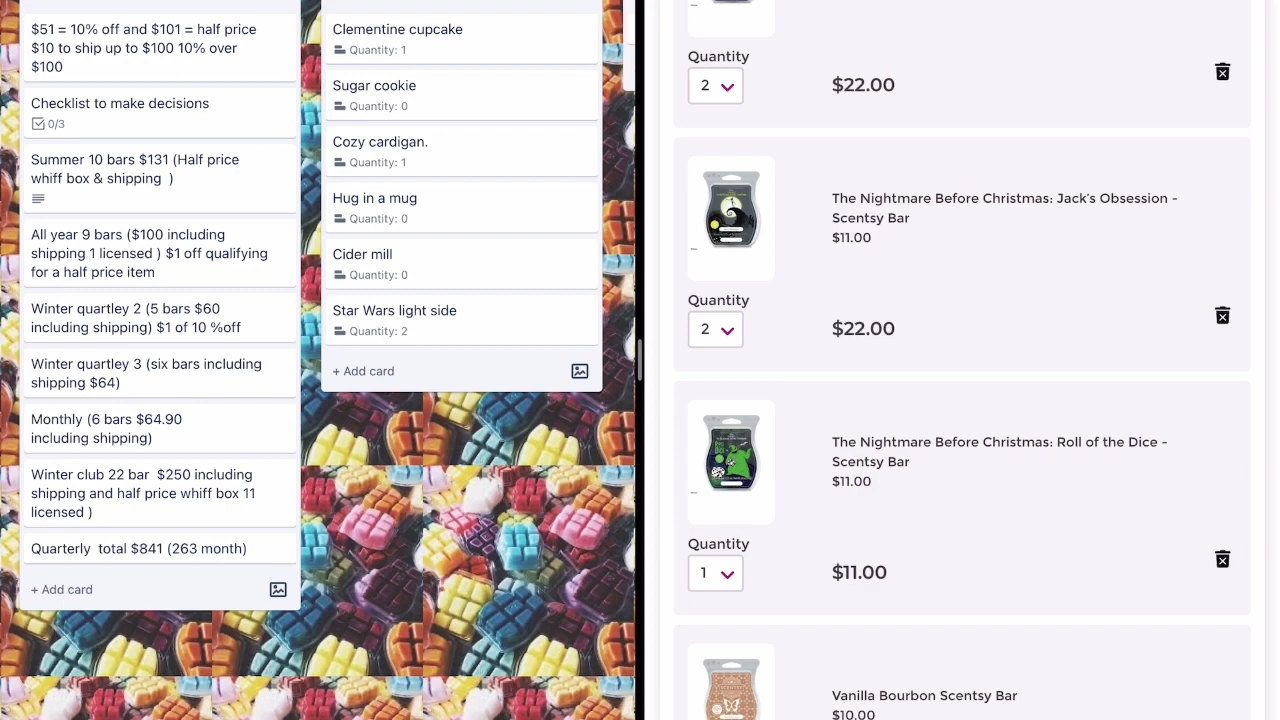 $51 = 10% off and $101 = half price
$10 to ship up to $100 10% over
$100
Checklist to make decisions
0/3
Summer 10 bars $131 (Half price
whiff box & shipping  )
All year 9 bars ($100 including
shipping 1 licensed )  $1 off qualifying
for a half price item
Winter quartley 2 (5 bars $60
including shipping) $1 of 10 %off
Winter quartley 3 (six bars including
shipping $64)
Monthly (6 bars $64.90
including shipping)
Winter club 22 bar  $250 including
shipping and half price whiff box 11
licensed )
Quarterly  total $841 (263 month)
+ Add card
Clementine cupcake
Quantity: 1
Sugar cookie
Quantity: 0
Cozy cardigan.
Quantity: 1
Hug in a mug
Quantity: 0
Cider mill
Quantity: 0
Star Wars light side
Quantity: 2
+ Add card
Quantity
2
$22.00
The Nightmare Before Christmas: Jack's Obsession -
Scentsy Bar
$11.00
Quantity
2
$22.00
The Nightmare Before Christmas: Roll of the Dice -
Scentsy Bar
$11.00
Quantity
1
$11.00
Vanilla Bourbon Scentsy Bar
$10.00